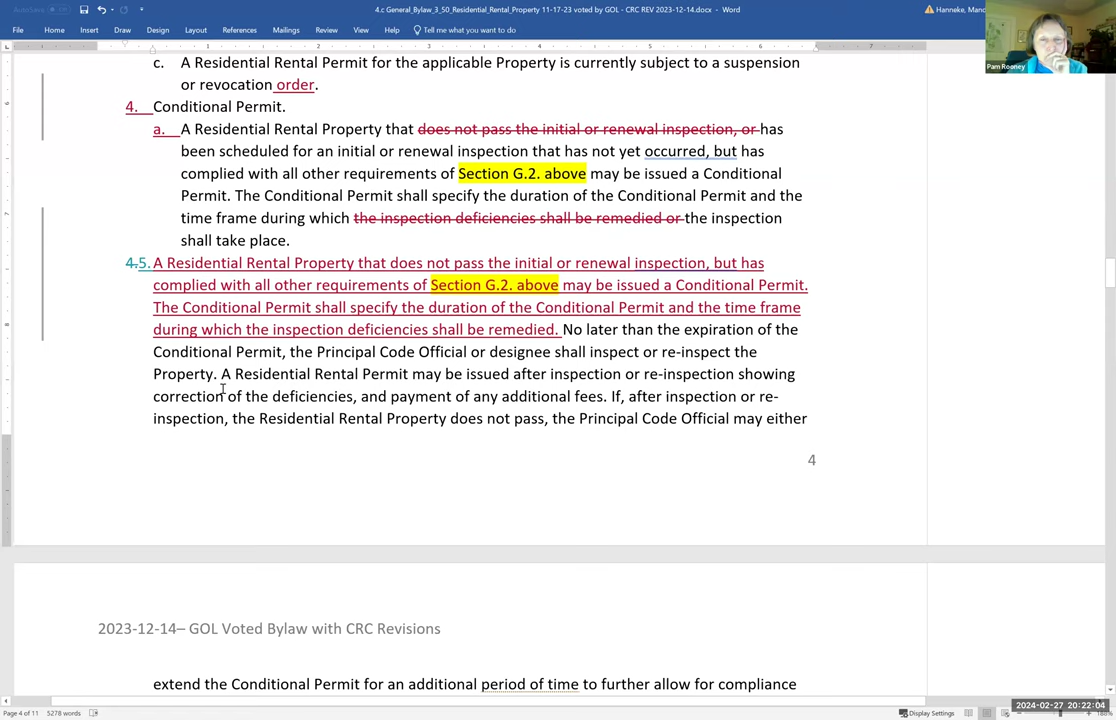 AutoSave
4.c General_Bylaw_3_50_Residential_Rental_Property 11-17-23 voted by GOL - CRC REV 2023-12-14.docx - Word
Hanneke, Man
File Home Insert Draw Design Layout References Mailings Review View Help Tell me what you want to do
Pam Rooney
1 2 3 4 5 6 7
c. A Residential Rental Permit for the applicable Property is currently subject to a suspension
or revocation order.
4. Conditional Permit.
a. A Residential Rental Property that does not pass the initial or renewal inspection, or has
been scheduled for an initial or renewal inspection that has not yet occurred, but has
complied with all other requirements of Section G.2. above may be issued a Conditional
Permit. The Conditional Permit shall specify the duration of the Conditional Permit and the
time frame during which the inspection deficiencies shall be remedied or the inspection
shall take place.
4.5. A Residential Rental Property that does not pass the initial or renewal inspection, but has
complied with all other requirements of Section G.2. above may be issued a Conditional Permit.
The Conditional Permit shall specify the duration of the Conditional Permit and the time frame
during which the inspection deficiencies shall be remedied. No later than the expiration of the
Conditional Permit, the Principal Code Official or designee shall inspect or re-inspect the
Property. A Residential Rental Permit may be issued after inspection or re-inspection showing
correction of the deficiencies, and payment of any additional fees. If, after inspection or re-
inspection, the Residential Rental Property does not pass, the Principal Code Official may either
4
2023-12-14– GOL Voted Bylaw with CRC Revisions
extend the Conditional Permit for an additional period of time to further allow for compliance
Page 4 of 11 5278 words
Display Settings
2024-02-27 20:22:04